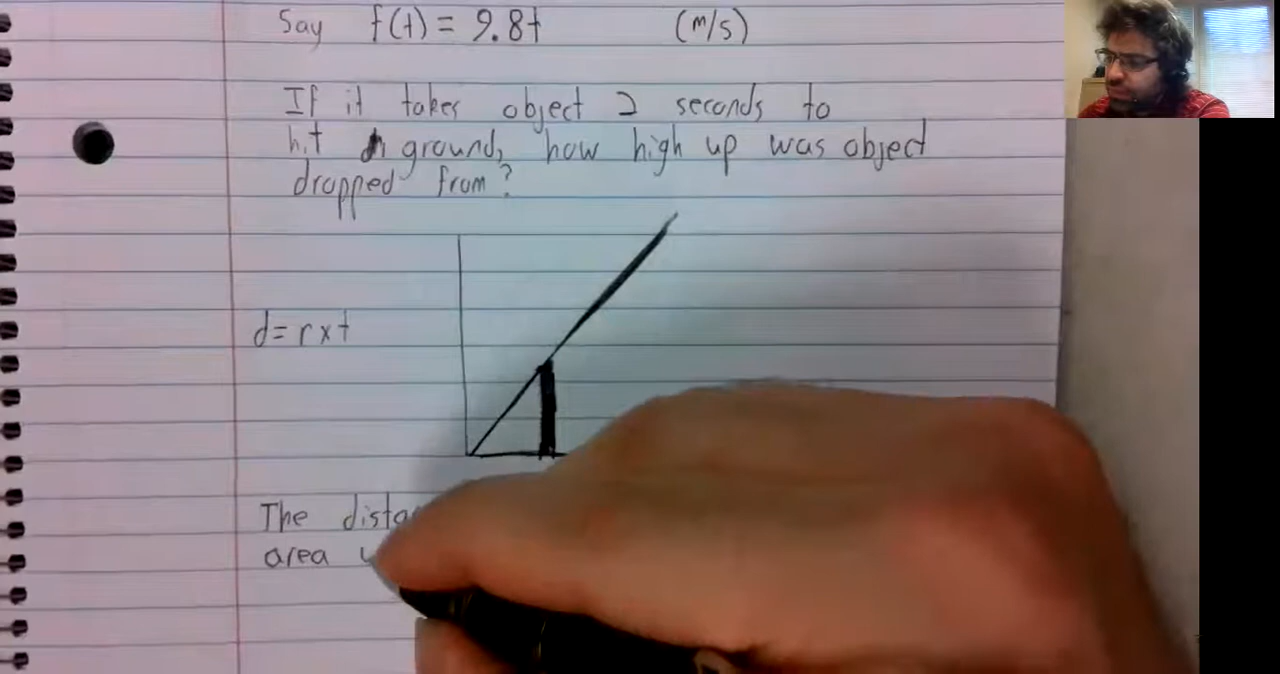 Say f(t) = 9.8t (m/s)
If it takes object 2 seconds to
hit ground, how high up was object
dropped from?
d = r x t
The
area